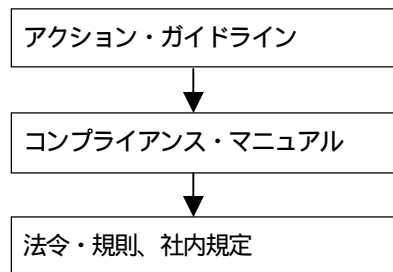 アクション・ガイドライン
コンプライアンス・マニュアル
法令・規則、社内規定